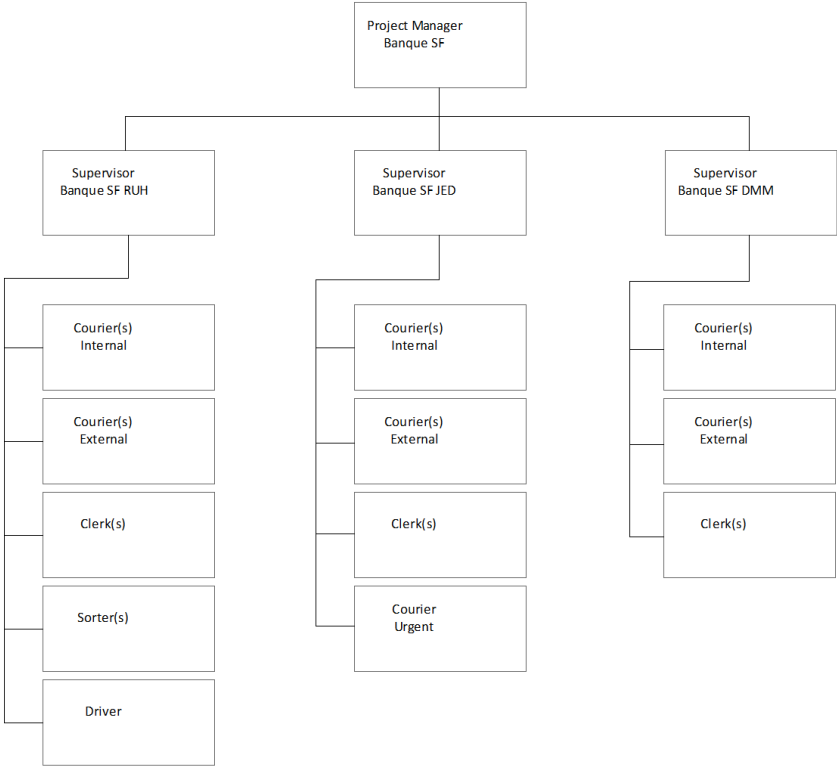 Project Manager
Banque SF
Supervisor
Banque SF RUH
Supervisor
Banque SF JED
Supervisor
Banque SF DMM
Courier(s)
Internal
Courier(s)
External
Clerk(s)
Sorter(s)
Driver
Courier(s)
Internal
Courier(s)
External
Clerk(s)
Courier
Urgent
Courier(s)
Internal
Courier(s)
External
Clerk(s)